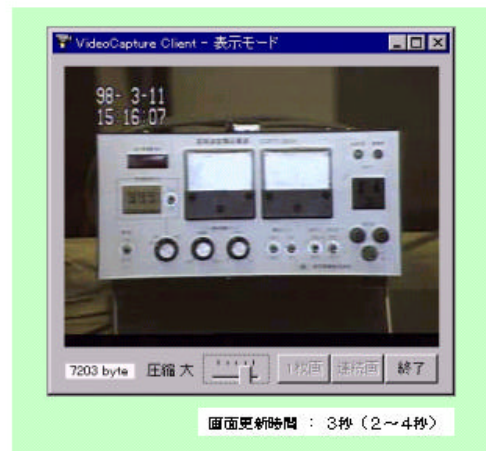 VideoCapture Client - 表示モード
98- 3-11
15:16:07
7203 byte
圧縮 大
1枚画
連続画
終了
画面更新時間 : 3秒（2〜4秒）